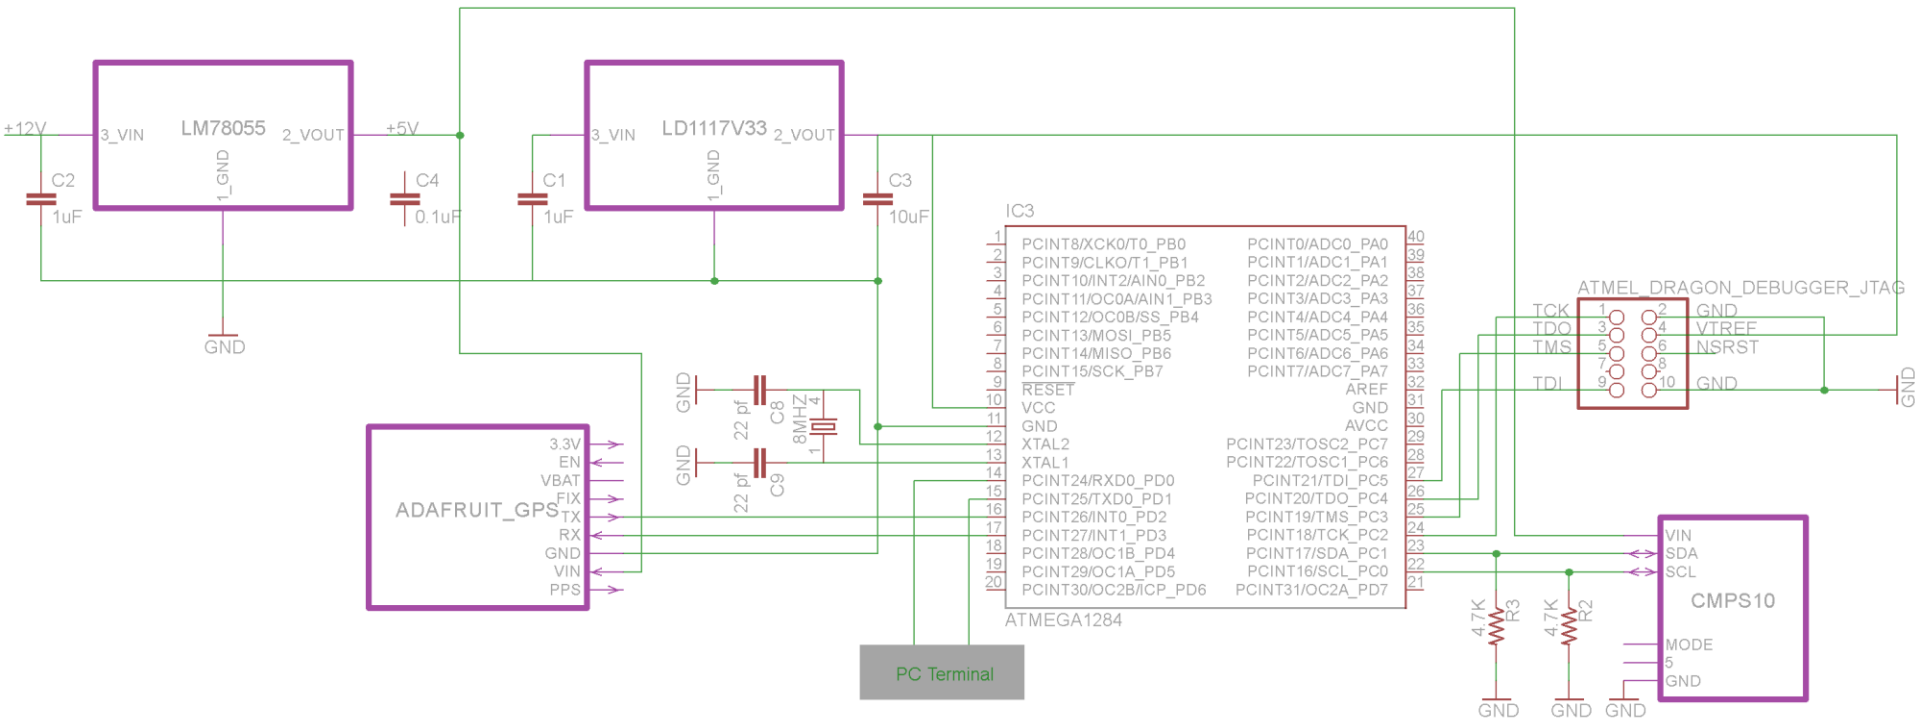 +12V
3_VIN
LM78055
2_VOUT
1_GND
+5V
C2
1uF
C4
0.1uF
3_VIN
LD1117V33
2_VOUT
1_GND
C1
1uF
C3
10uF
GND
IC3
1 PCINT8/XCK0/T0_PB0
2 PCINT9/CLKO/T1_PB1
3 PCINT10/INT2/AIN0_PB2
4 PCINT11/OC0A/AIN1_PB3
5 PCINT12/OC0B/SS_PB4
6 PCINT13/MOSI_PB5
7 PCINT14/MISO_PB6
8 PCINT15/SCK_PB7
9 RESET
10 VCC
11 GND
12 XTAL2
13 XTAL1
14 PCINT24/RXD0_PD0
15 PCINT25/TXD0_PD1
16 PCINT26/INT0_PD2
17 PCINT27/INT1_PD3
18 PCINT28/OC1B_PD4
19 PCINT29/OC1A_PD5
20 PCINT30/OC2B/ICP_PD6
PCINT0/ADC0_PA0 40
PCINT1/ADC1_PA1 39
PCINT2/ADC2_PA2 38
PCINT3/ADC3_PA3 37
PCINT4/ADC4_PA4 36
PCINT5/ADC5_PA5 35
PCINT6/ADC6_PA6 34
PCINT7/ADC7_PA7 33
AREF 32
GND 31
AVCC 30
PCINT23/TOSC2_PC7 29
PCINT22/TOSC1_PC6 28
PCINT21/TDI_PC5 27
PCINT20/TDO_PC4 26
PCINT19/TMS_PC3 25
PCINT18/TCK_PC2 24
PCINT17/SDA_PC1 23
PCINT16/SCL_PC0 22
PCINT31/OC2A_PD7 21
ATMEGA1284
ATMEL_DRAGON_DEBUGGER_JTAG
TCK 1 2 GND
TDO 3 4 VTREF
TMS 5 6 NSRST
7 8
TDI 9 10 GND
GND
GND
22 pf
C8
8MHZ
4
1
GND
22 pf
C9
ADAFRUIT_GPS
3.3V
EN
VBAT
FIX
TX
RX
GND
VIN
PPS
PC Terminal
4.7K
R3
GND
4.7K
R2
GND
VIN
SDA
SCL
CMPS10
MODE
5
GND
GND